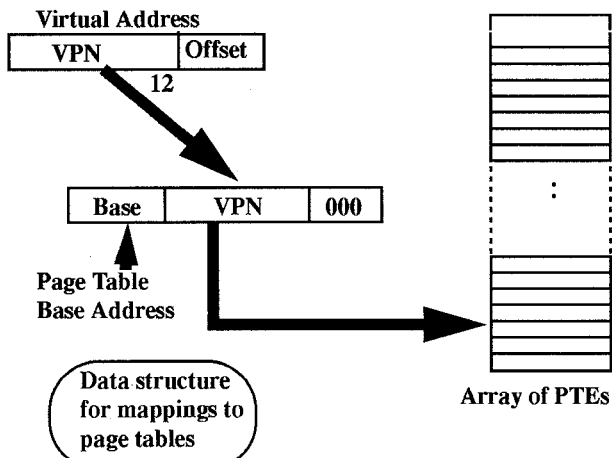 Virtual Address
VPN Offset
12
Base VPN 000
Page Table
Base Address
:
Data structure
for mappings to
page tables
Array of PTEs